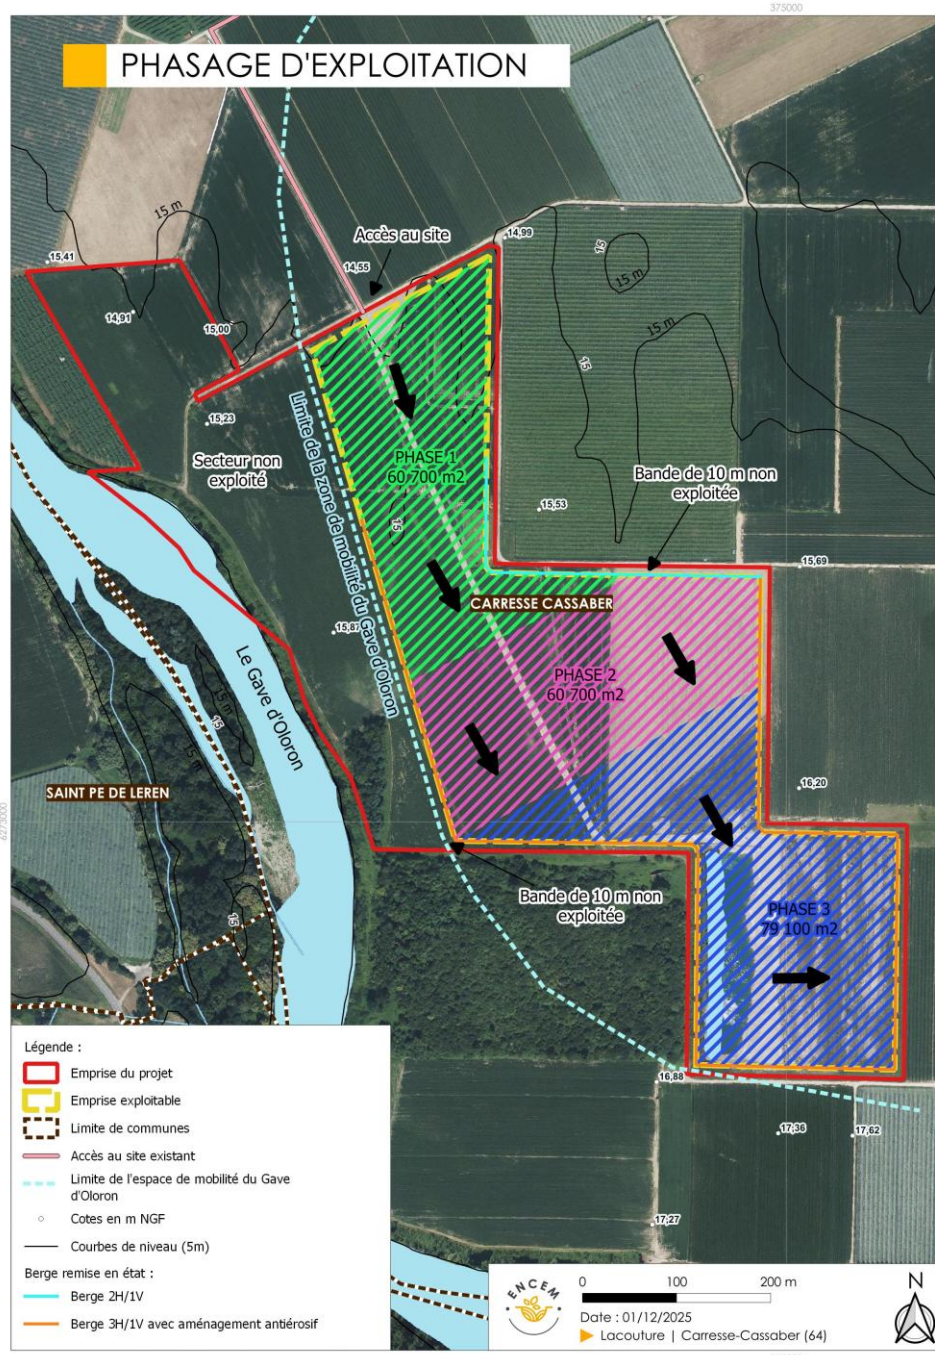 375000
PHASAGE D'EXPLOITATION
15 m
Accès au site
14,99
15,41
14,55
15
15 m
14,91
15,00
15 m
15
15,23
Limite de la zone de mobilité du Gave d'Oloron
Secteur non
exploité
PHASE 1
60 700 m2
Bande de 10 m non
exploitée
15,53
15
15,69
CARRESSE CASSABER
15,87
Le Gave d'Oloron
PHASE 2
60 700 m2
15 m
15
15 m
SAINT PE DE LEREN
16,20
6273000
Bande de 10 m non
exploitée
15
PHASE 3
79 100 m2
Légende :
Emprise du projet
Emprise exploitable
Limite de communes
Accès au site existant
Limite de l'espace de mobilité du Gave
d'Oloron
Cotes en m NGF
Courbes de niveau (5m)
Berge remise en état :
Berge 2H/1V
Berge 3H/1V avec aménagement antiérosif
16,88
17,36
17,62
17,27
ENCEM
0 100 200 m
Date : 01/12/2025
Lacouture | Carresse-Cassaber (64)
N